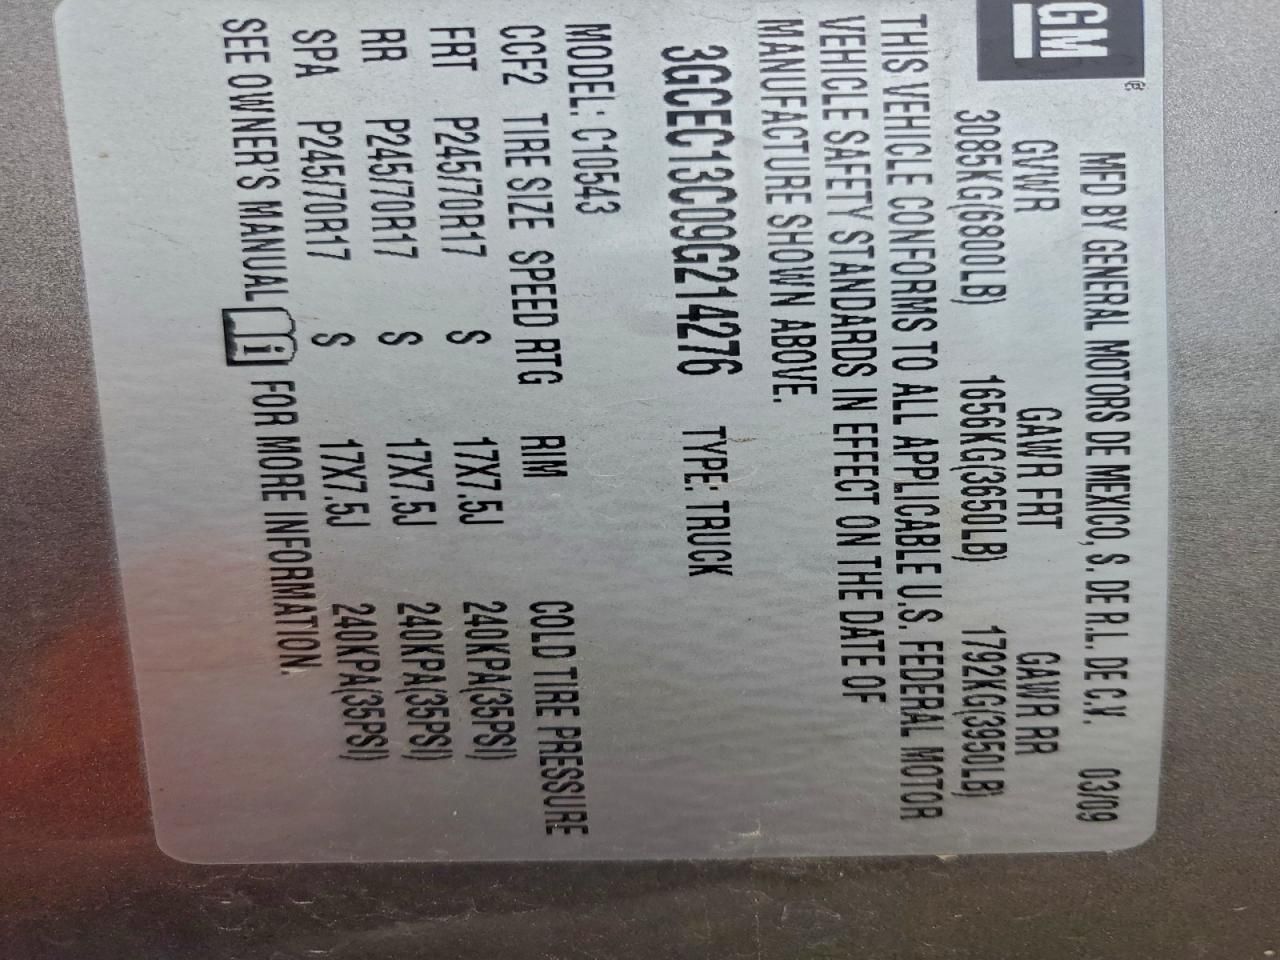 GM
MFD BY GENERAL MOTORS DE MEXICO, S. DE R.L. DE C.V. 03/09
GVWR GAWR FRT GAWR RR
3085KG(6800LB) 1656KG(3650LB) 1792KG(3950LB)
THIS VEHICLE CONFORMS TO ALL APPLICABLE U.S. FEDERAL MOTOR
VEHICLE SAFETY STANDARDS IN EFFECT ON THE DATE OF
MANUFACTURE SHOWN ABOVE.
3GCEC13C09G214276 TYPE: TRUCK
MODEL: C10543
CCF2 TIRE SIZE SPEED RTG RIM COLD TIRE PRESSURE
FRT P245/70R17 S 17X7.5J 240KPA(35PSI)
RR P245/70R17 S 17X7.5J 240KPA(35PSI)
SPA P245/70R17 S 17X7.5J 240KPA(35PSI)
SEE OWNER'S MANUAL i FOR MORE INFORMATION.